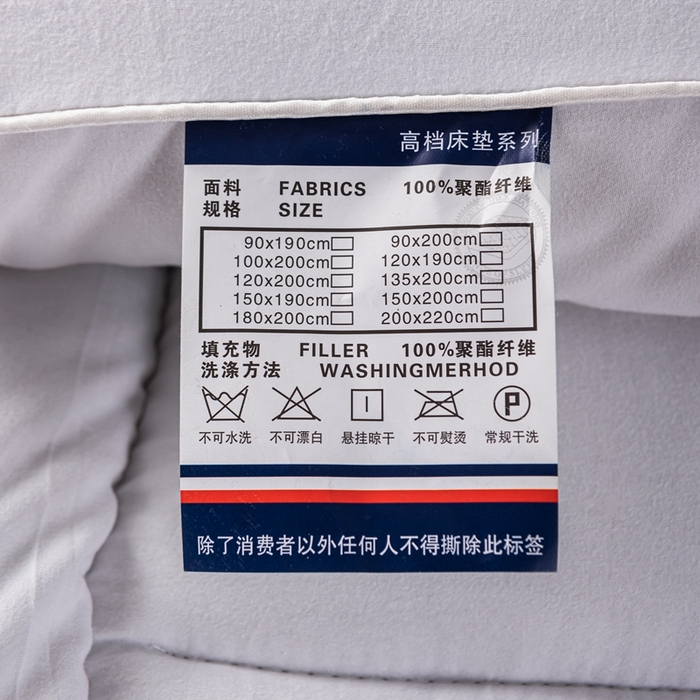 高档床垫系列
面料 FABRICS 100%聚酯纤维
规格 SIZE
90x190cm 90x200cm
100x200cm 120x190cm
120x200cm 135x200cm
150x190cm 150x200cm
180x200cm 200x220cm
填充物 FILLER 100%聚酯纤维
洗涤方法 WASHINGMERHOD
P
不可水洗 不可漂白 悬挂晾干 不可熨烫 常规干洗
除了消费者以外任何人不得撕除此标签